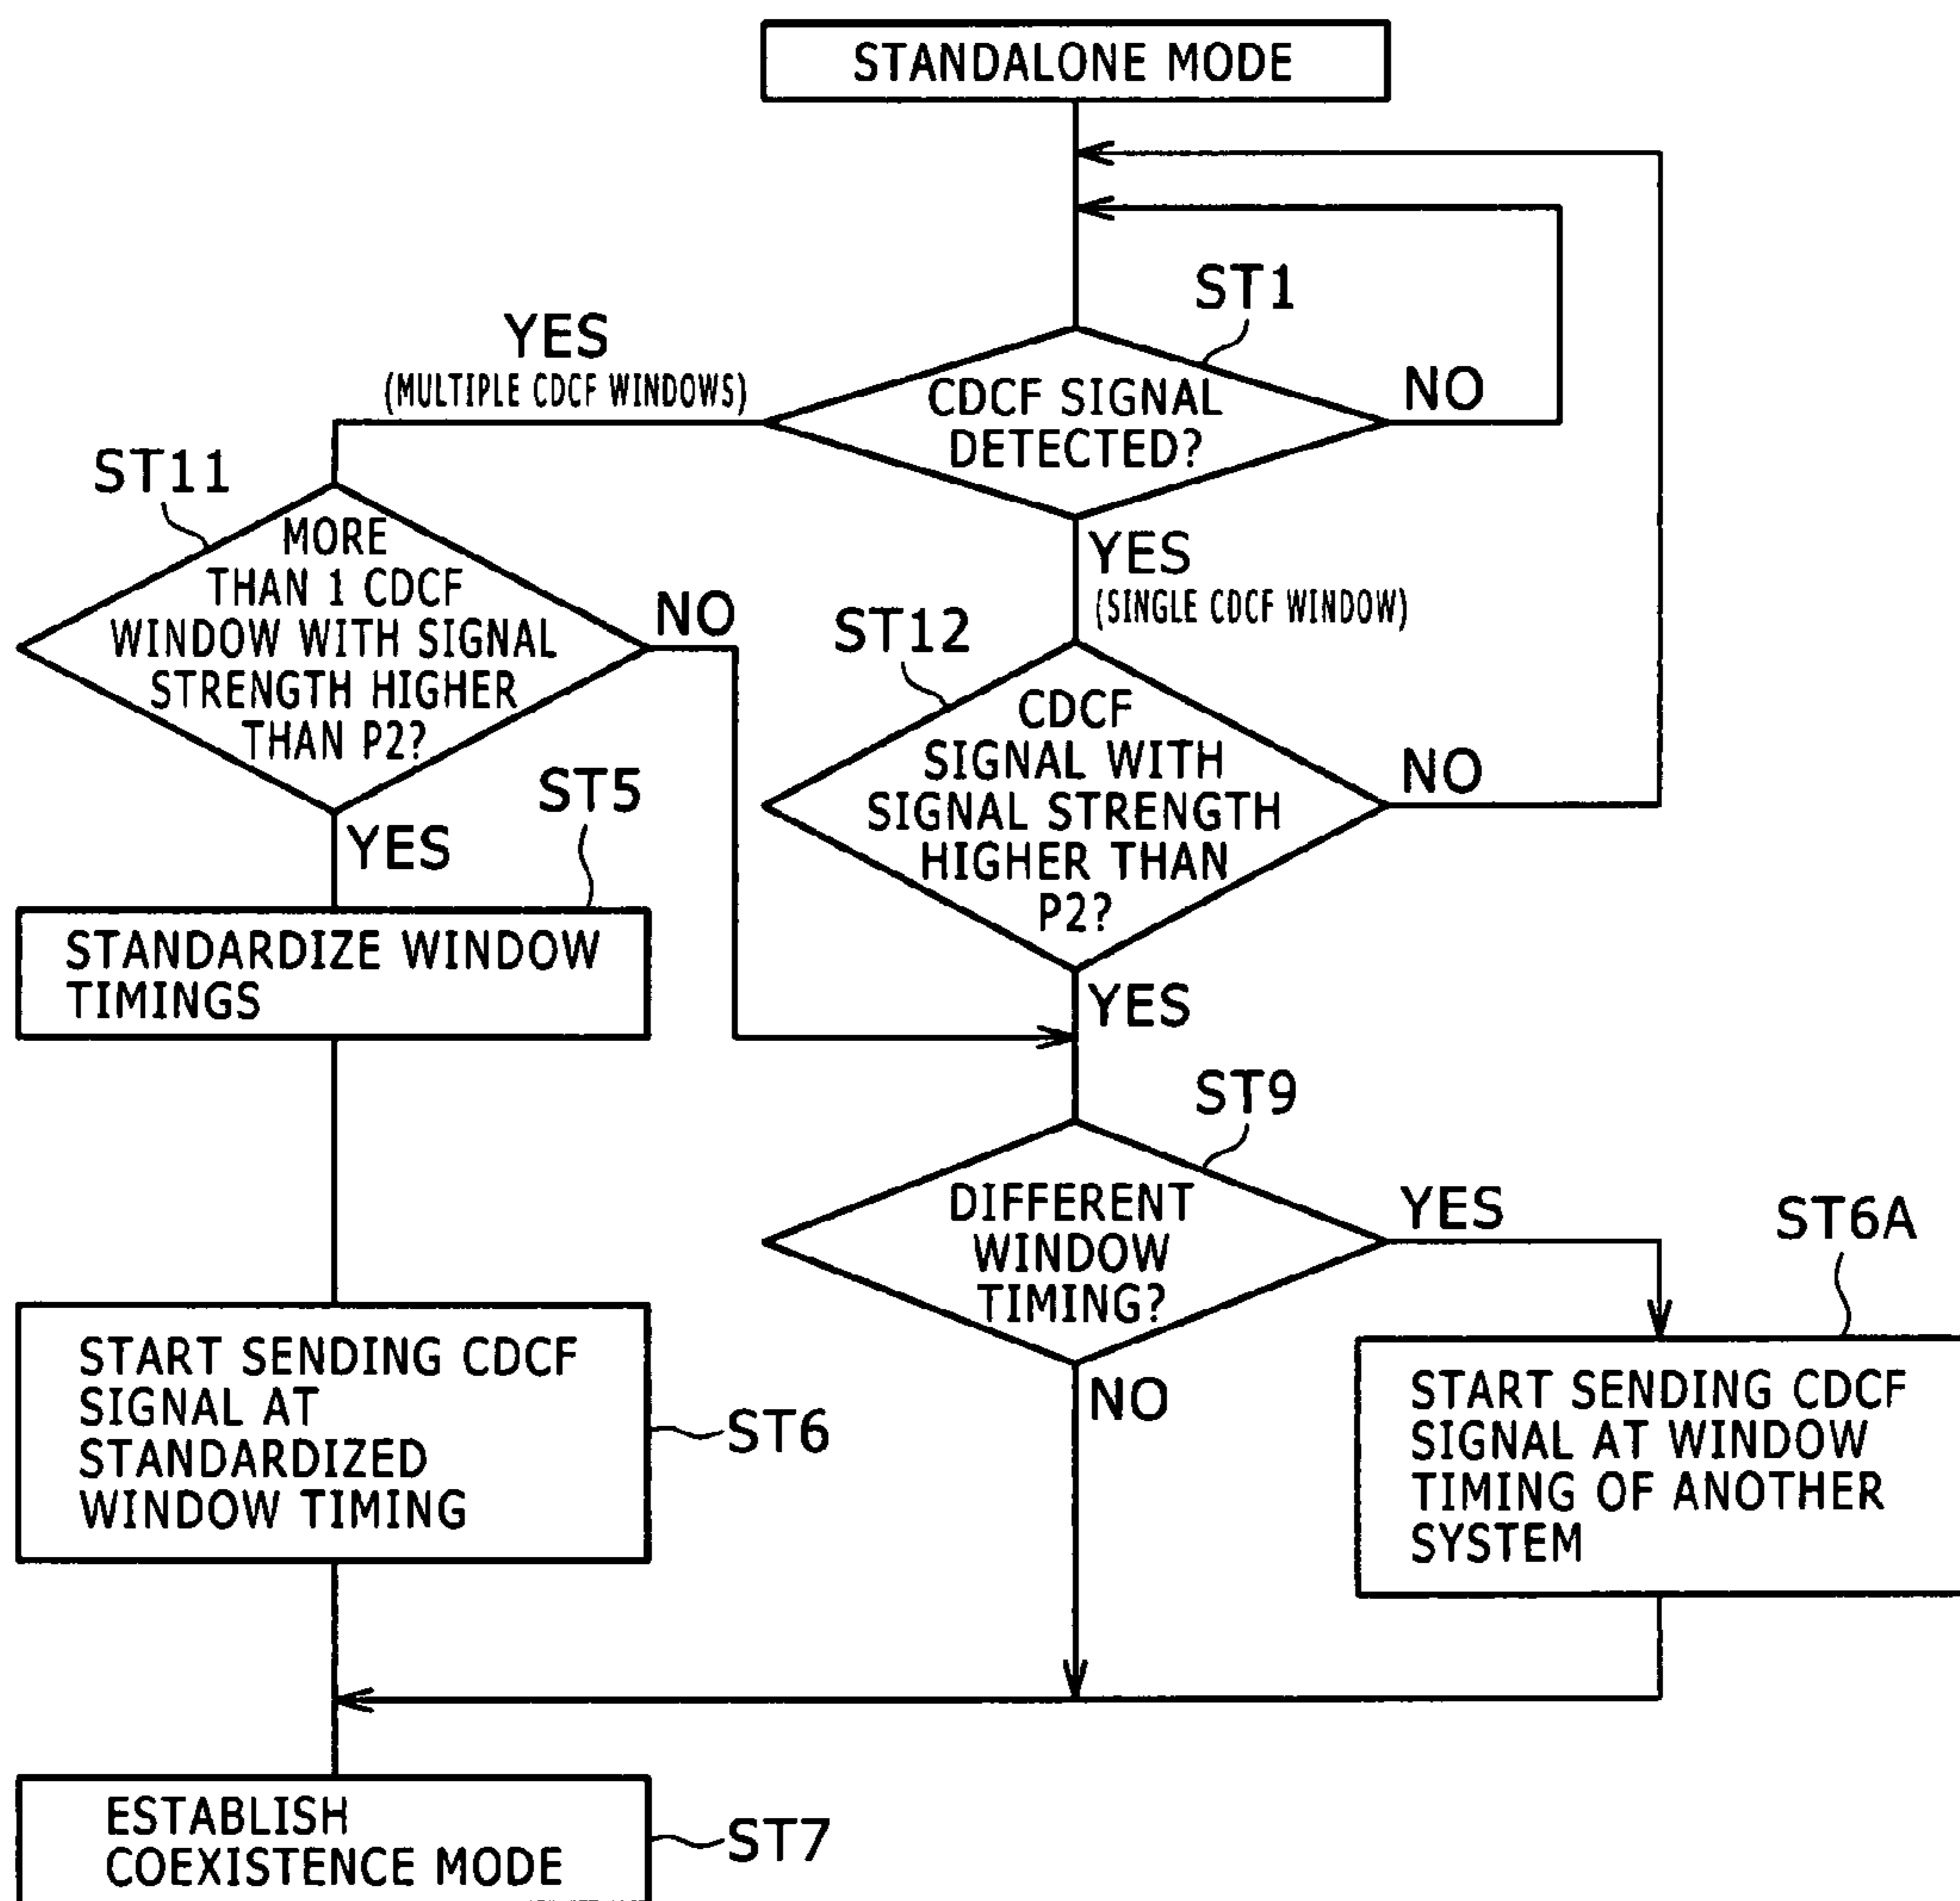 STANDALONE MODE
ST1
YES
(MULTIPLE CDCF WINDOWS)
CDCF SIGNAL
DETECTED?
NO
ST11
MORE
THAN 1 CDCF
WINDOW WITH SIGNAL
STRENGTH HIGHER
THAN P2?
NO
YES
(SINGLE CDCF WINDOW)
ST12
CDCF
SIGNAL WITH
SIGNAL STRENGTH
HIGHER THAN
P2?
NO
YES
ST5
STANDARDIZE WINDOW
TIMINGS
YES
ST9
DIFFERENT
WINDOW
TIMING?
YES
ST6A
NO
START SENDING CDCF
SIGNAL AT
STANDARDIZED
WINDOW TIMING
ST6
START SENDING CDCF
SIGNAL AT WINDOW
TIMING OF ANOTHER
SYSTEM
ESTABLISH
COEXISTENCE MODE
ST7